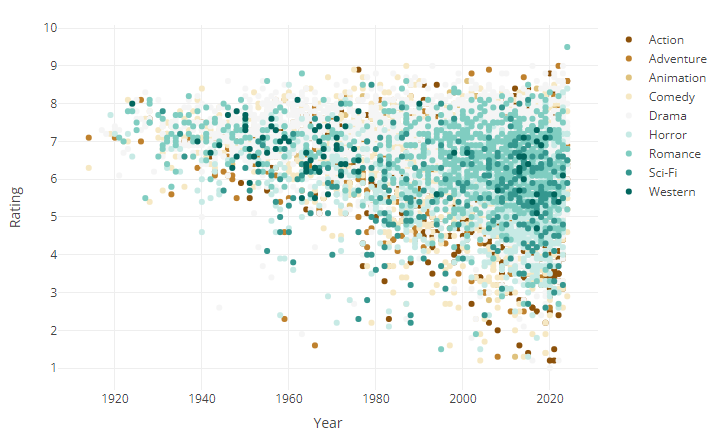 10
9
8
7
6
5
4
3
2
1
Rating
1920 1940 1960 1980 2000 2020
Year
Action
Adventure
Animation
Comedy
Drama
Horror
Romance
Sci-Fi
Western